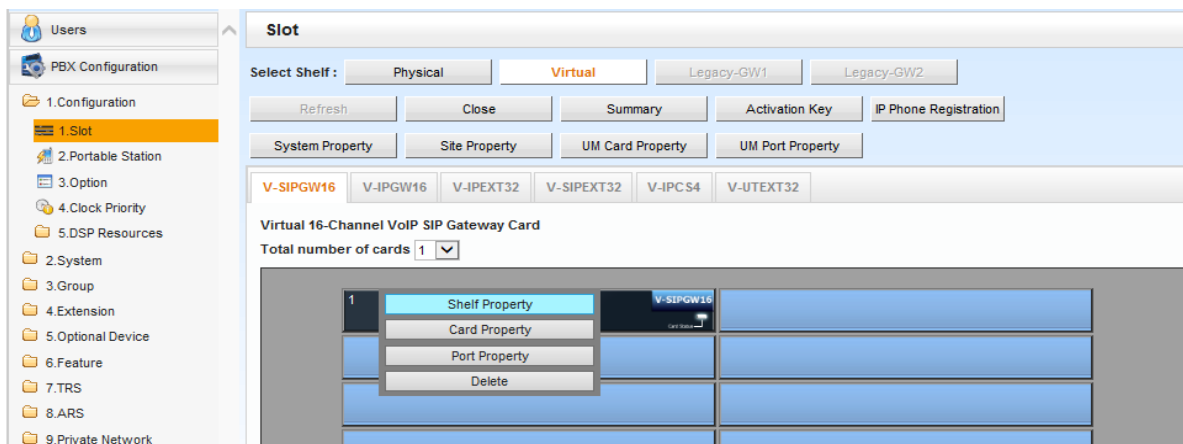 Users
PBX Configuration
1.Configuration
1.Slot
2.Portable Station
3.Option
4.Clock Priority
5.DSP Resources
2.System
3.Group
4.Extension
5.Optional Device
6.Feature
7.TRS
8.ARS
9.Private Network
Slot
Select Shelf : Physical Virtual Legacy-GW1 Legacy-GW2
Refresh Close Summary Activation Key IP Phone Registration
System Property Site Property UM Card Property UM Port Property
V-SIPGW16 V-IPGW16 V-IPEXT32 V-SIPEXT32 V-IPCS4 V-UTEXT32
Virtual 16-Channel VoIP SIP Gateway Card
Total number of cards 1
1 Shelf Property V-SIPGW16
Card Status
Card Property
Port Property
Delete